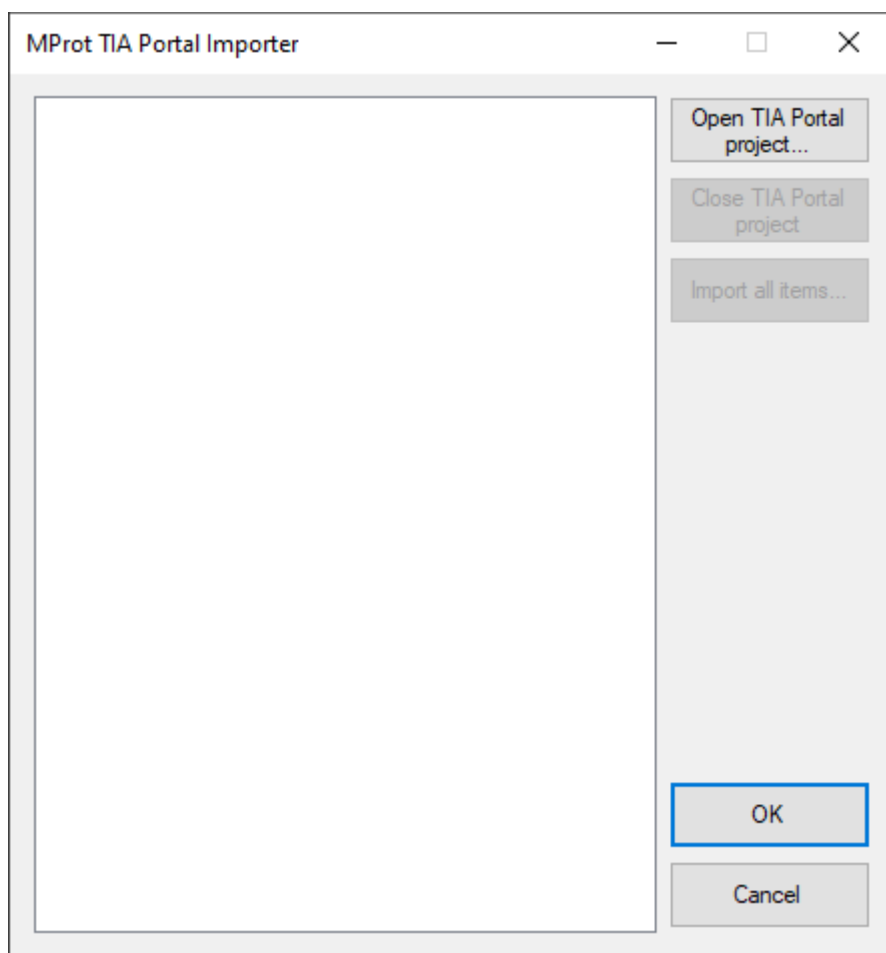 MProt TIA Portal Importer
Open TIA Portal
project...
Close TIA Portal
project
Import all items...
OK
Cancel